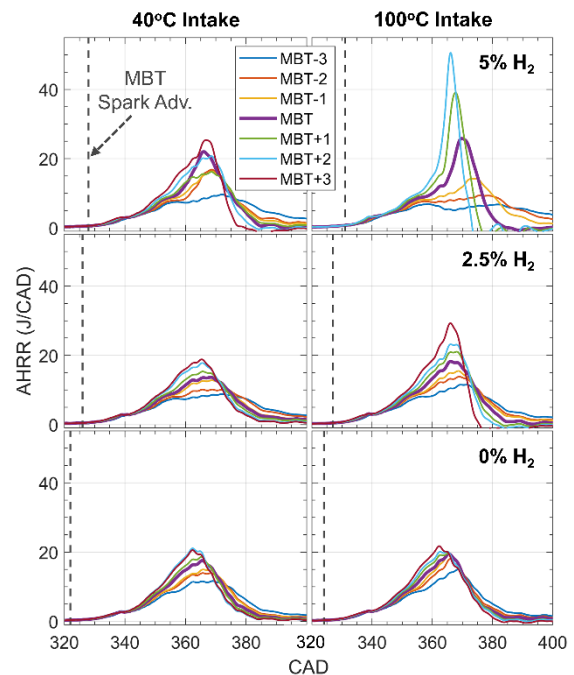 40°C Intake
100°C Intake
MBT
Spark Adv.
MBT-3
MBT-2
MBT-1
MBT
MBT+1
MBT+2
MBT+3
5% H₂
40
20
0
2.5% H₂
40
20
0
AHRR (J/CAD)
0% H₂
40
20
0
320 340 360 380 320 340 360 380 400
CAD